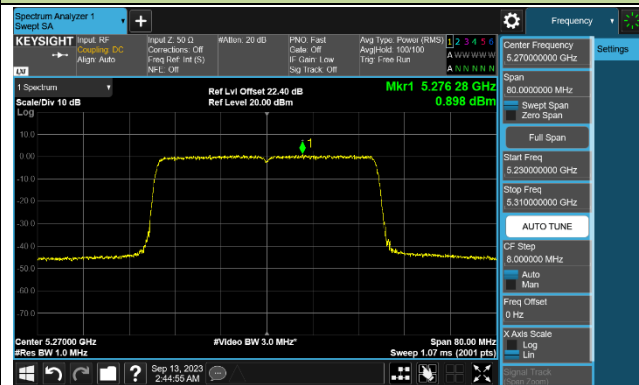 Spectrum Analyzer 1
Swept SA
+
Frequency
KEYSIGHT Input: RF
Coupling: DC
Align: Auto
Input Z: 50 Ω
Corrections: Off
Freq Ref: Int (S)
NFE: Off
#Atten: 20 dB
PNO: Fast
Gate: Off
IF Gain: Low
Sig Track: Off
Avg Type: Power (RMS)
Avg|Hold: 100/100
Trig: Free Run
1 2 3 4 5 6
A W W W W W
A N N N N N
LXI
1 Spectrum
Scale/Div 10 dB
Log
Ref Lvl Offset 22.40 dB
Ref Level 20.00 dBm
Mkr1 5.276 28 GHz
0.898 dBm
10.0
0.00
-10.0
-20.0
-30.0
-40.0
-50.0
-60.0
-70.0
1
Center 5.27000 GHz
#Res BW 1.0 MHz
#Video BW 3.0 MHz*
Span 80.00 MHz
Sweep 1.07 ms (2001 pts)
Sep 13, 2023
2:44:55 AM
?
Center Frequency
5.270000000 GHz
Settings
Span
80.0000000 MHz
Swept Span
Zero Span
Full Span
Start Freq
5.230000000 GHz
Stop Freq
5.310000000 GHz
AUTO TUNE
CF Step
8.000000 MHz
Auto
Man
Freq Offset
0 Hz
X Axis Scale
Log
Lin
Signal Track
(Span Zoom)